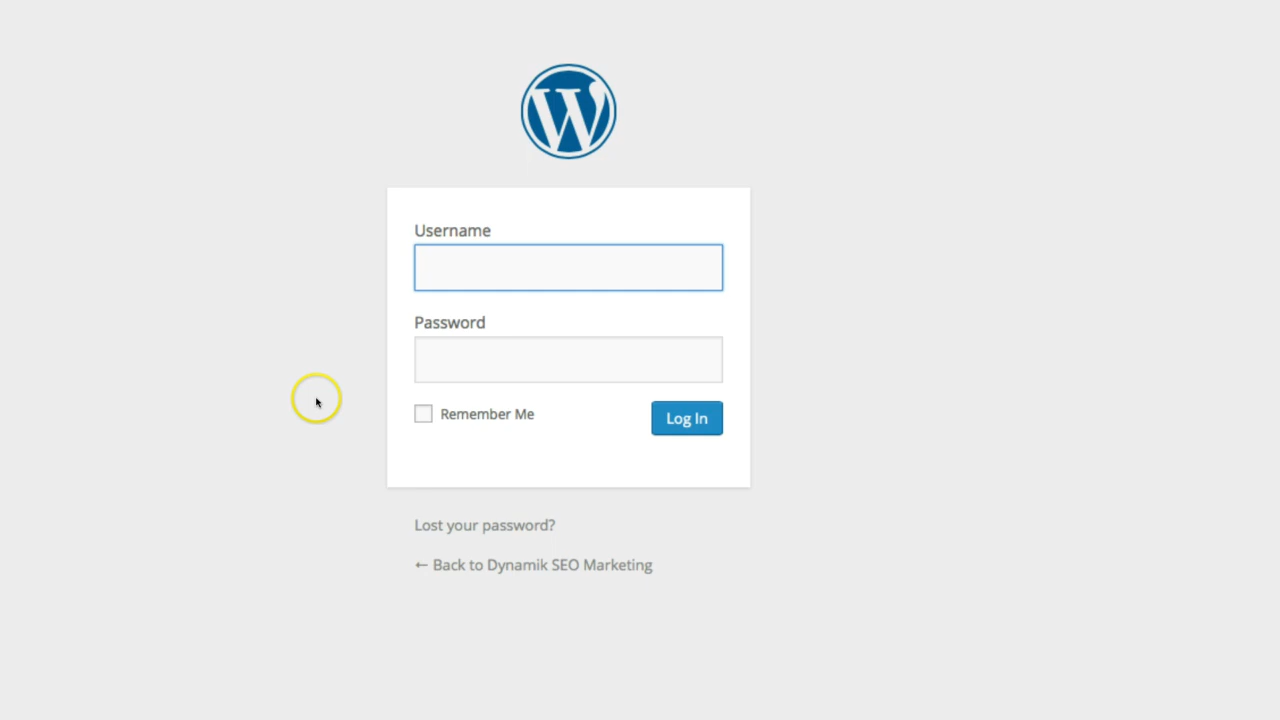 Username
Password
Remember Me
Log In
Lost your password?
← Back to Dynamik SEO Marketing